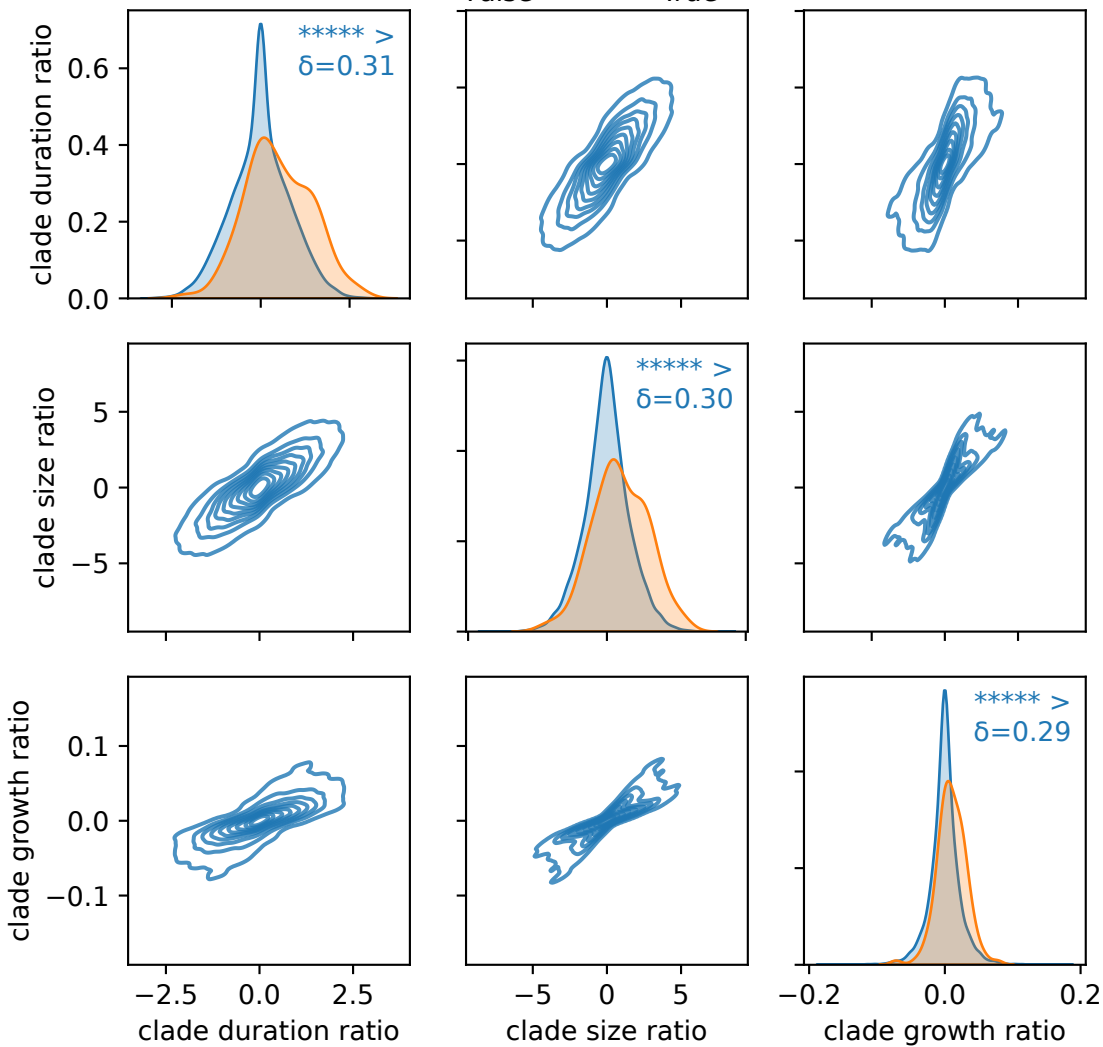 clade duration ratio
0.6
0.4
0.2
0.0
***** >
δ=0.31
clade size ratio
5
0
−5
***** >
δ=0.30
clade growth ratio
0.1
0.0
−0.1
***** >
δ=0.29
−2.5 0.0 2.5
−5 0 5
−0.2 0.0 0.2
clade duration ratio
clade size ratio
clade growth ratio